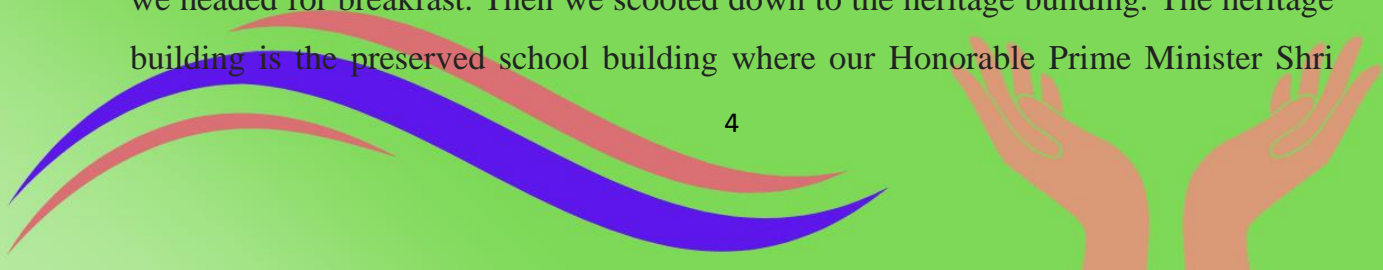 we headed for breakfast. Then we scooted down to the heritage building. The heritage
building is the preserved school building where our Honorable Prime Minister Shri
4